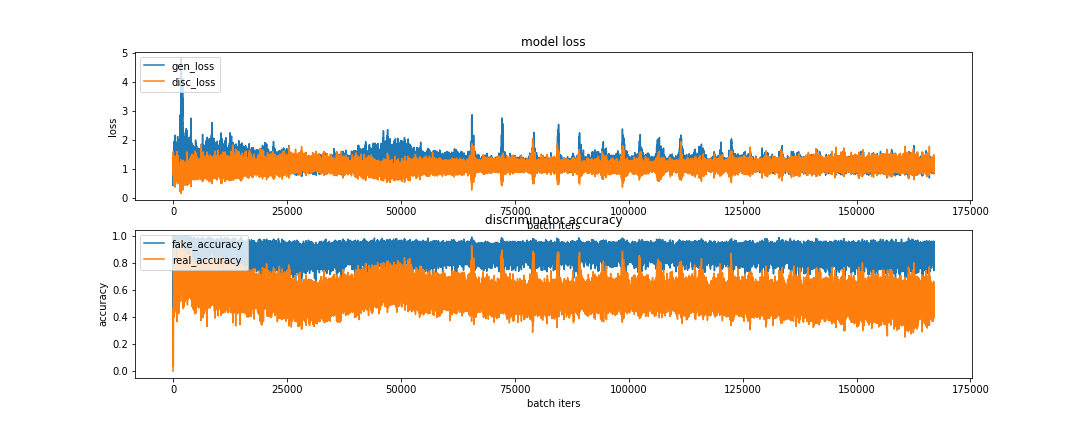 model loss
5
4
3
2
1
0
loss
gen_loss
disc_loss
0
25000
50000
75000
100000
125000
150000
175000
batch iters
discriminator accuracy
1.0
0.8
0.6
0.4
0.2
0.0
accuracy
fake_accuracy
real_accuracy
0
25000
50000
75000
100000
125000
150000
175000
batch iters